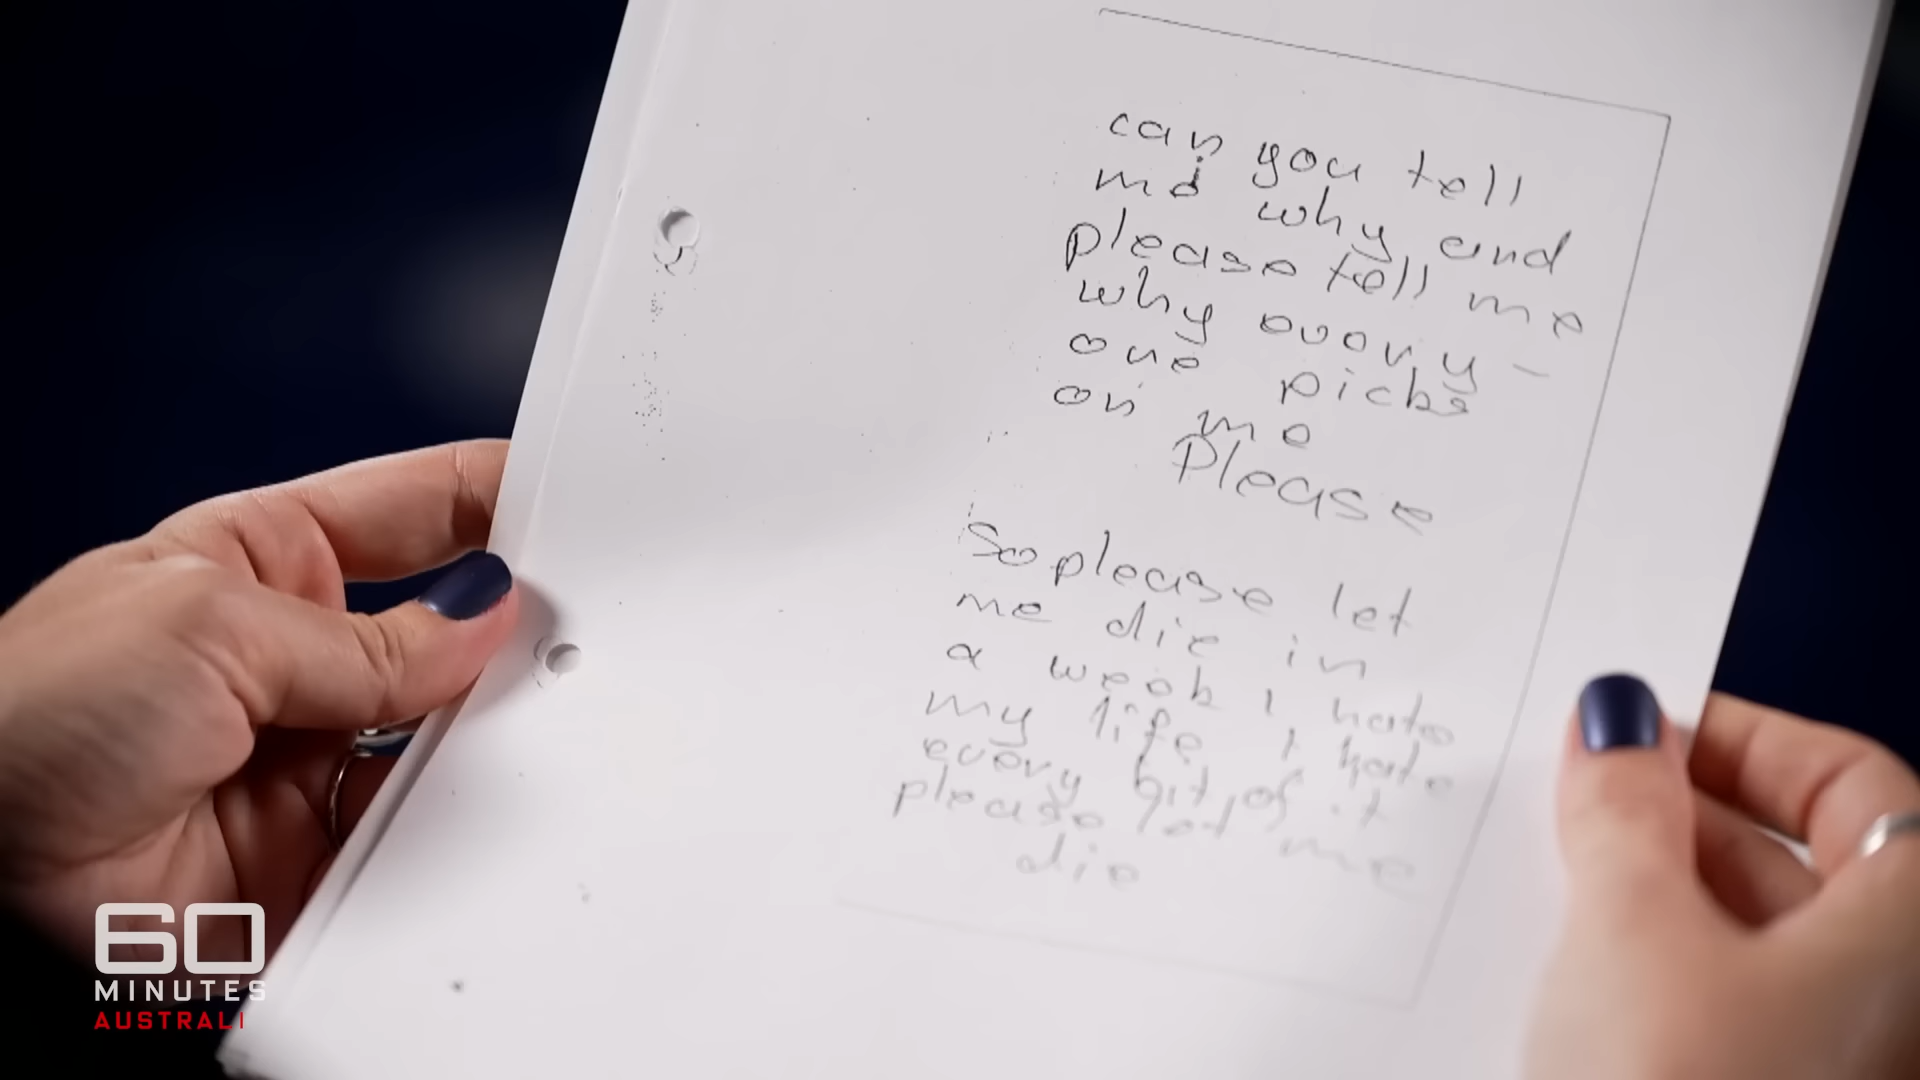 can you tell
me why and
please tell me
why every-
one picks
on me
Please
So please let
me die in
a week i hate
my life i hate
every bit of it
please let me
die
60
MINUTES
AUSTRALI